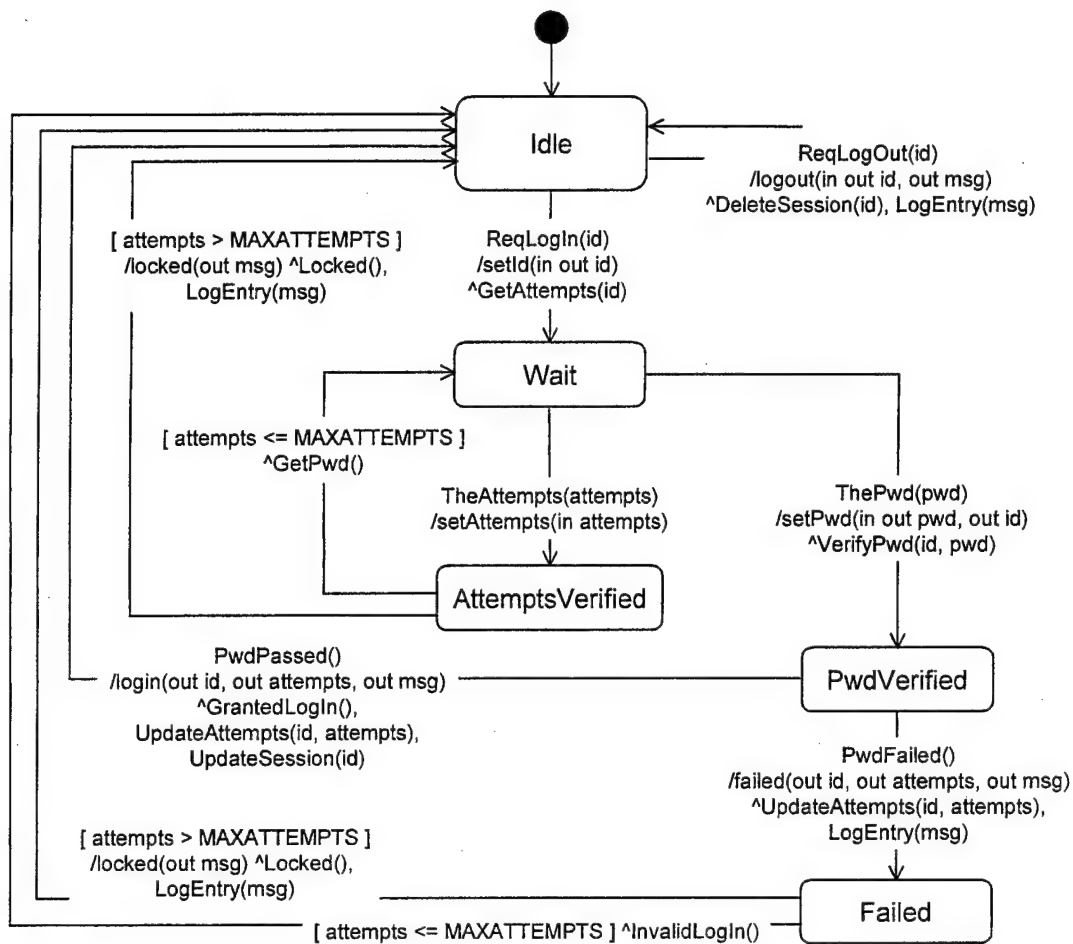 Idle
ReqLogOut(id)
/logout(in out id, out msg)
^DeleteSession(id), LogEntry(msg)
[ attempts > MAXATTEMPTS ]
/locked(out msg) ^Locked(),
LogEntry(msg)
ReqLogIn(id)
/setId(in out id)
^GetAttempts(id)
Wait
[ attempts <= MAXATTEMPTS ]
^GetPwd()
TheAttempts(attempts)
/setAttempts(in attempts)
ThePwd(pwd)
/setPwd(in out pwd, out id)
^VerifyPwd(id, pwd)
AttemptsVerified
PwdPassed()
/login(out id, out attempts, out msg)
^GrantedLogIn(),
UpdateAttempts(id, attempts),
UpdateSession(id)
PwdVerified
PwdFailed()
/failed(out id, out attempts, out msg)
^UpdateAttempts(id, attempts),
LogEntry(msg)
[ attempts > MAXATTEMPTS ]
/locked(out msg) ^Locked(),
LogEntry(msg)
Failed
[ attempts <= MAXATTEMPTS ] ^InvalidLogIn()